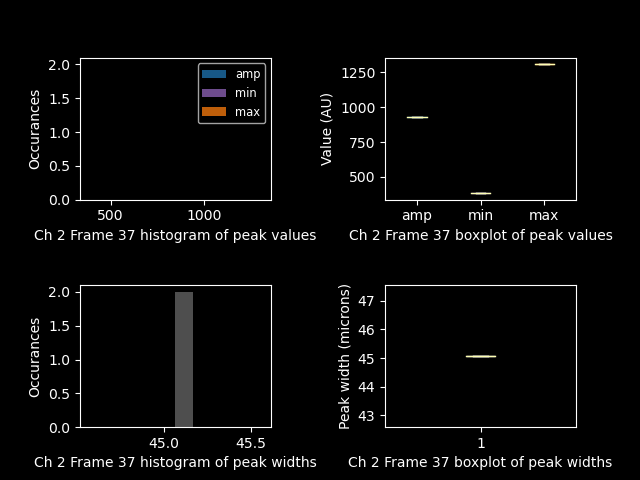 2.0
1.5
1.0
0.5
0.0
Occurances
amp
min
max
500
1000
Ch 2 Frame 37 histogram of peak values
1250
1000
750
500
Value (AU)
amp
min
max
Ch 2 Frame 37 boxplot of peak values
2.0
1.5
1.0
0.5
0.0
Occurances
45.0
45.5
Ch 2 Frame 37 histogram of peak widths
47
46
45
44
43
Peak width (microns)
1
Ch 2 Frame 37 boxplot of peak widths